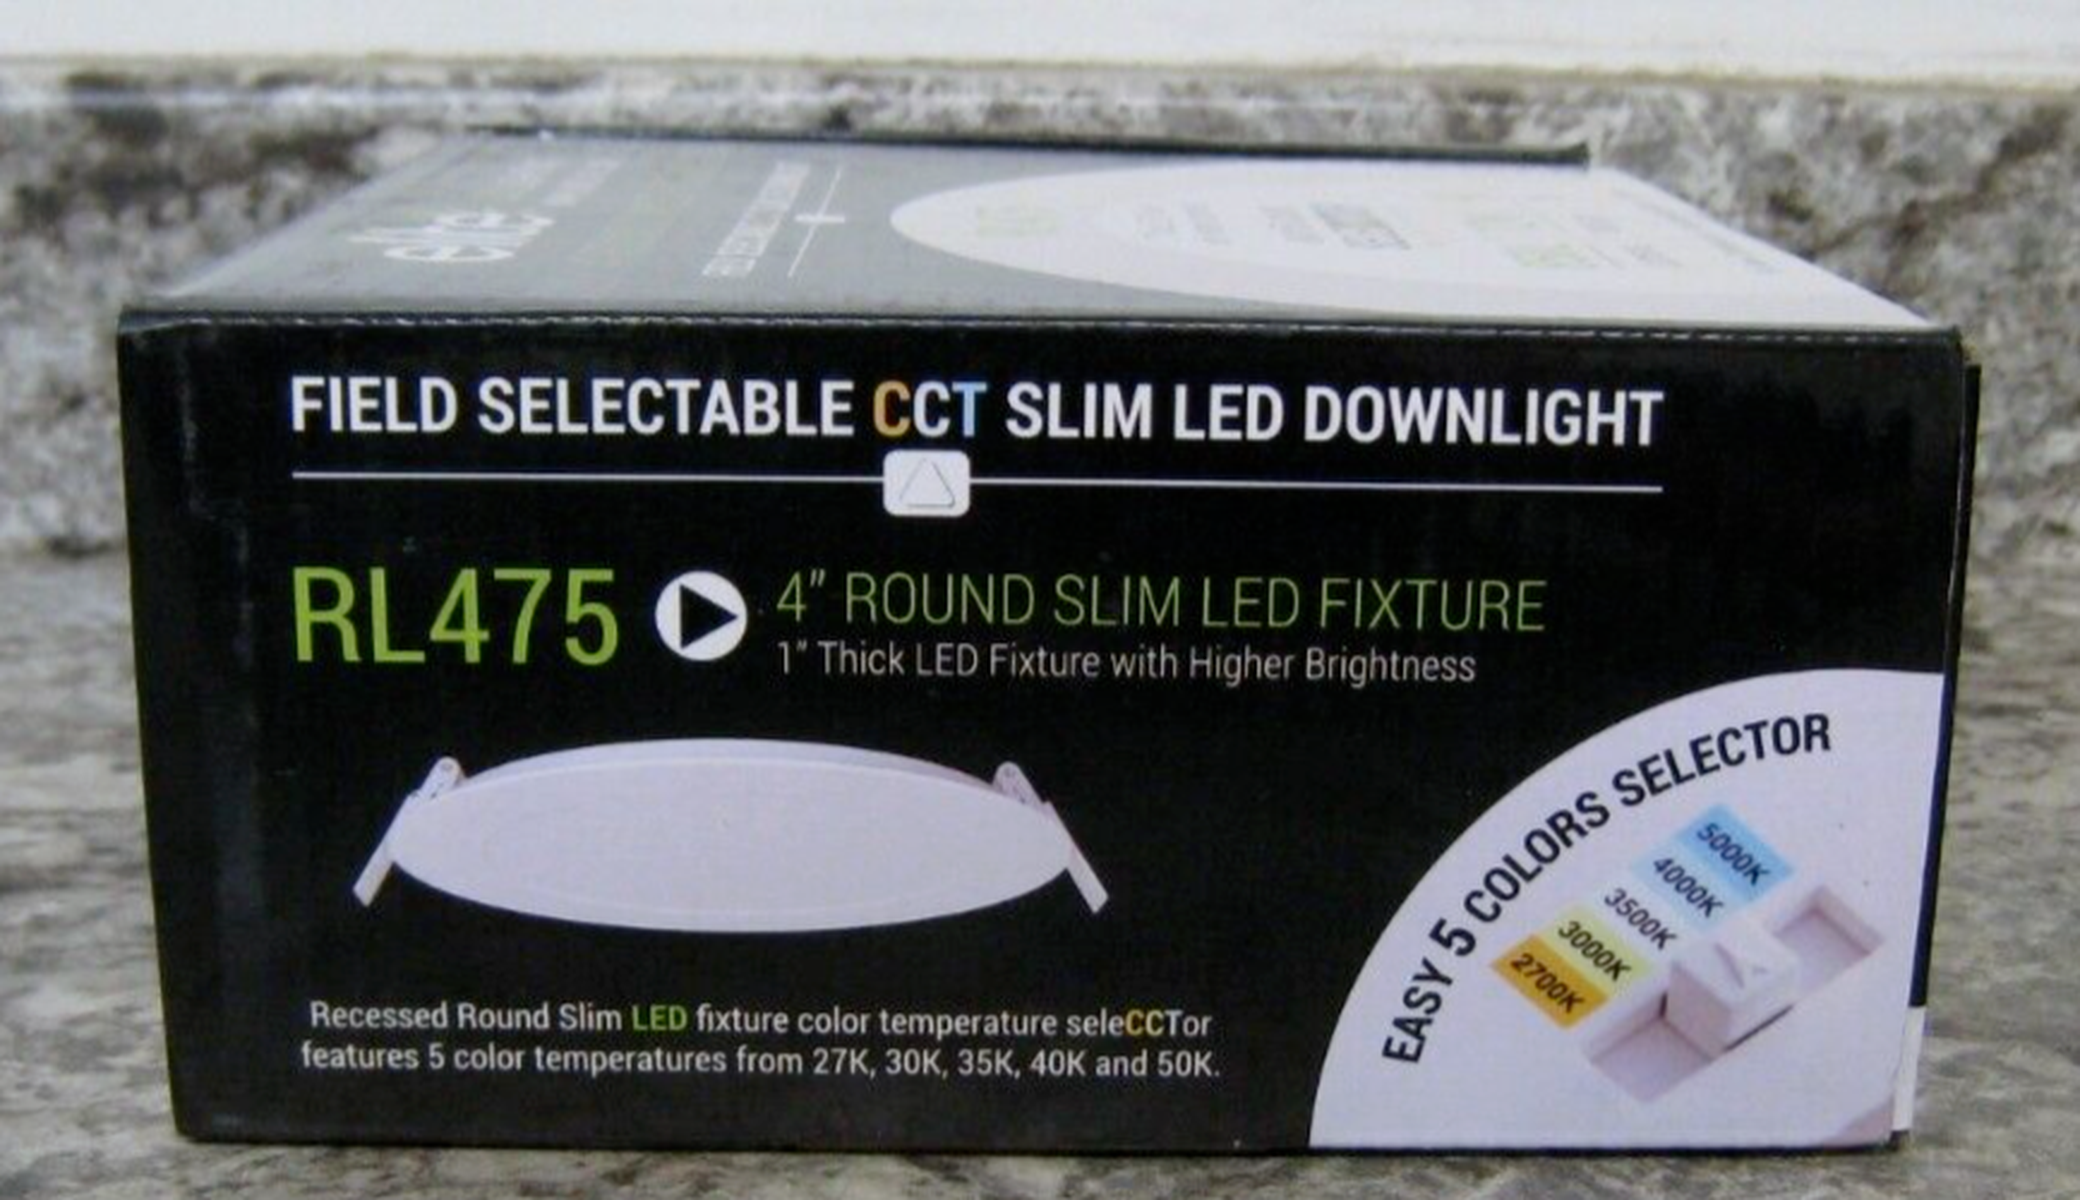 elite
FIELD SELECTABLE CCT SLIM LED DOWNLIGHT
RL475
4" ROUND SLIM LED FIXTURE
1" Thick LED Fixture with Higher Brightness
EASY 5 COLORS SELECTOR
5000K
4000K
3500K
3000K
2700K
Recessed Round Slim LED fixture color temperature seleCCTor
features 5 color temperatures from 27K, 30K, 35K, 40K and 50K.